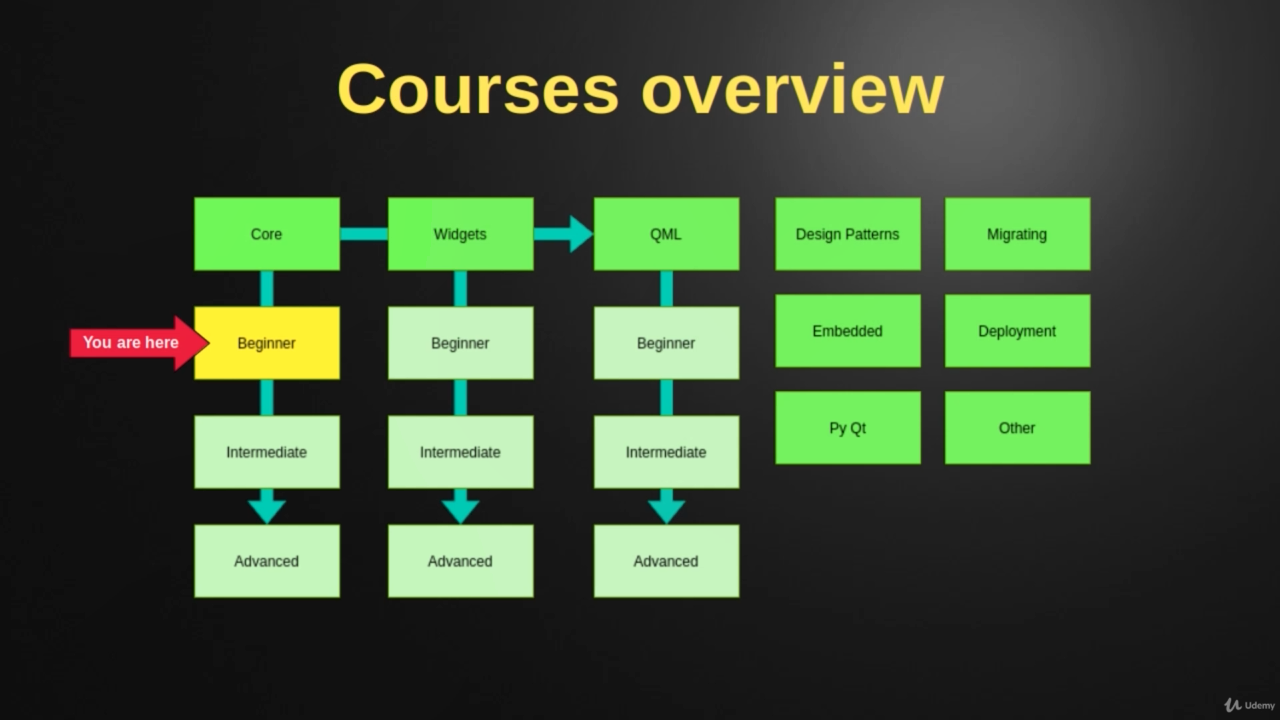 Courses overview
Core
Widgets
QML
Design Patterns
Migrating
You are here
Beginner
Beginner
Beginner
Embedded
Deployment
Intermediate
Intermediate
Intermediate
Py Qt
Other
Advanced
Advanced
Advanced
Udemy